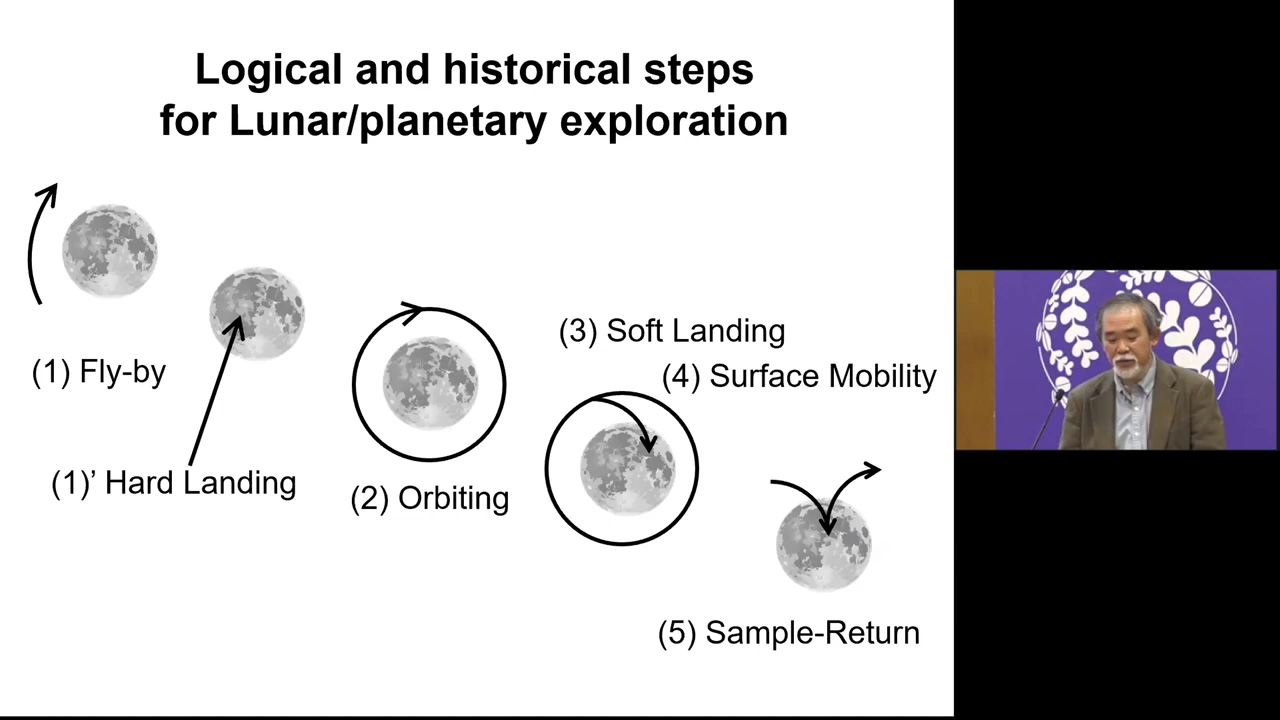 Logical and historical steps
for Lunar/planetary exploration
(1) Fly-by
(1)’ Hard Landing
(2) Orbiting
(3) Soft Landing
(4) Surface Mobility
(5) Sample-Return